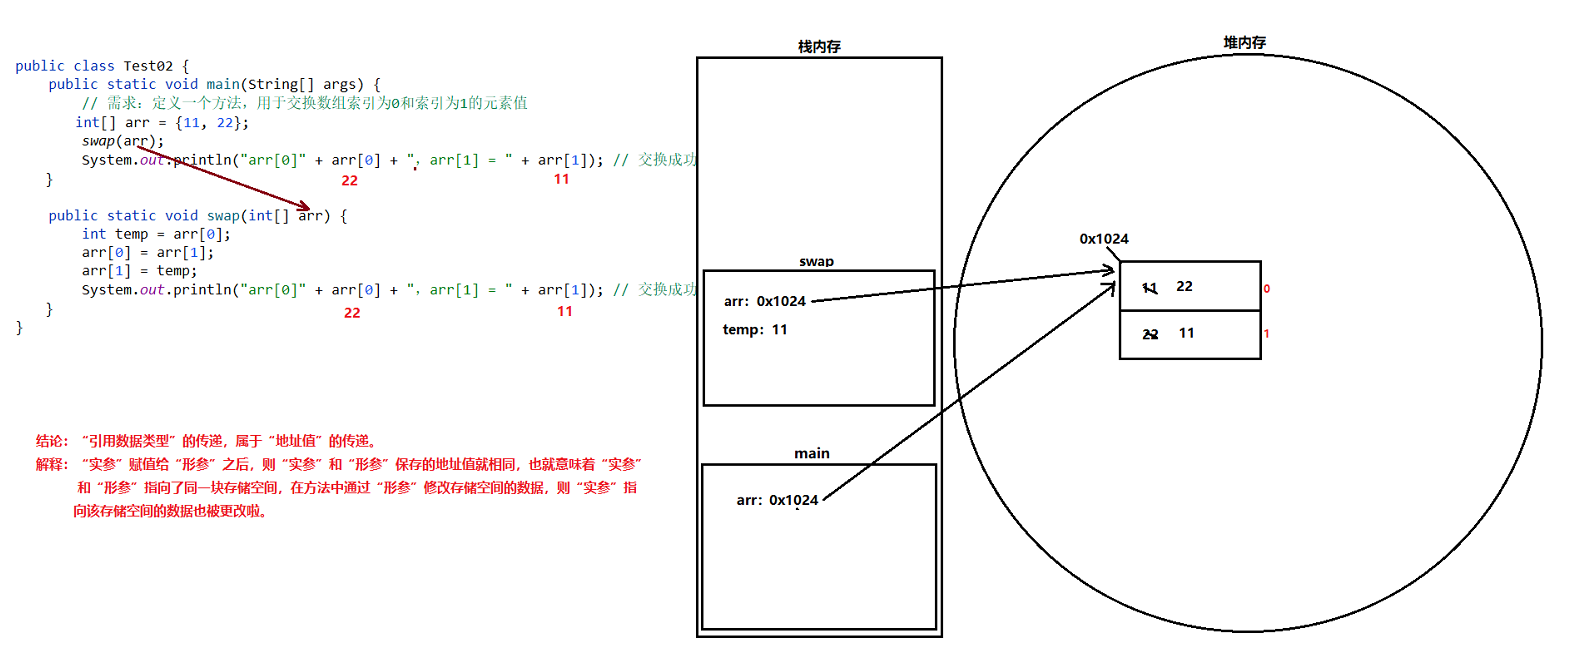 public class Test02 {
public static void main(String[] args) {
// 需求：定义一个方法，用于交换数组索引为0和索引为1的元素值
int[] arr = {11, 22};
swap(arr);
System.out.println("arr[0]" + arr[0] + ", arr[1] = " + arr[1]); // 交换成功
22 11
}
public static void swap(int[] arr) {
int temp = arr[0];
arr[0] = arr[1];
arr[1] = temp;
System.out.println("arr[0]" + arr[0] + ", arr[1] = " + arr[1]); // 交换成功
22 11
}
}
结论：“引用数据类型”的传递，属于“地址值”的传递。
解释：“实参”赋值给“形参”之后，则“实参”和“形参”保存的地址值就相同，也就意味着“实参”
和“形参”指向了同一块存储空间，在方法中通过“形参”修改存储空间的数据，则“实参”指
向该存储空间的数据也被更改啦。
栈内存
swap
arr：0x1024
temp：11
main
arr：0x1024
堆内存
0x1024
11 22 0
22 11 1